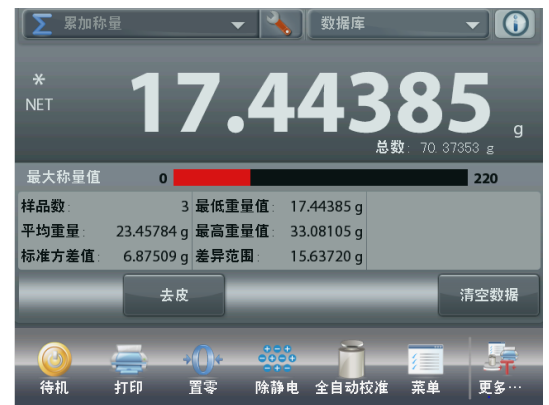 Σ 累加称量 数据库
*
NET 17.44385 g
总数: 70.37353 g
最大称量值 0 220
样品数: 3 最低重量值: 17.44385 g
平均重量: 23.45784 g 最高重量值: 33.08105 g
标准方差值: 6.87509 g 差异范围: 15.63720 g
去皮 清空数据
待机 打印 置零 除静电 全自动校准 菜单 更多…